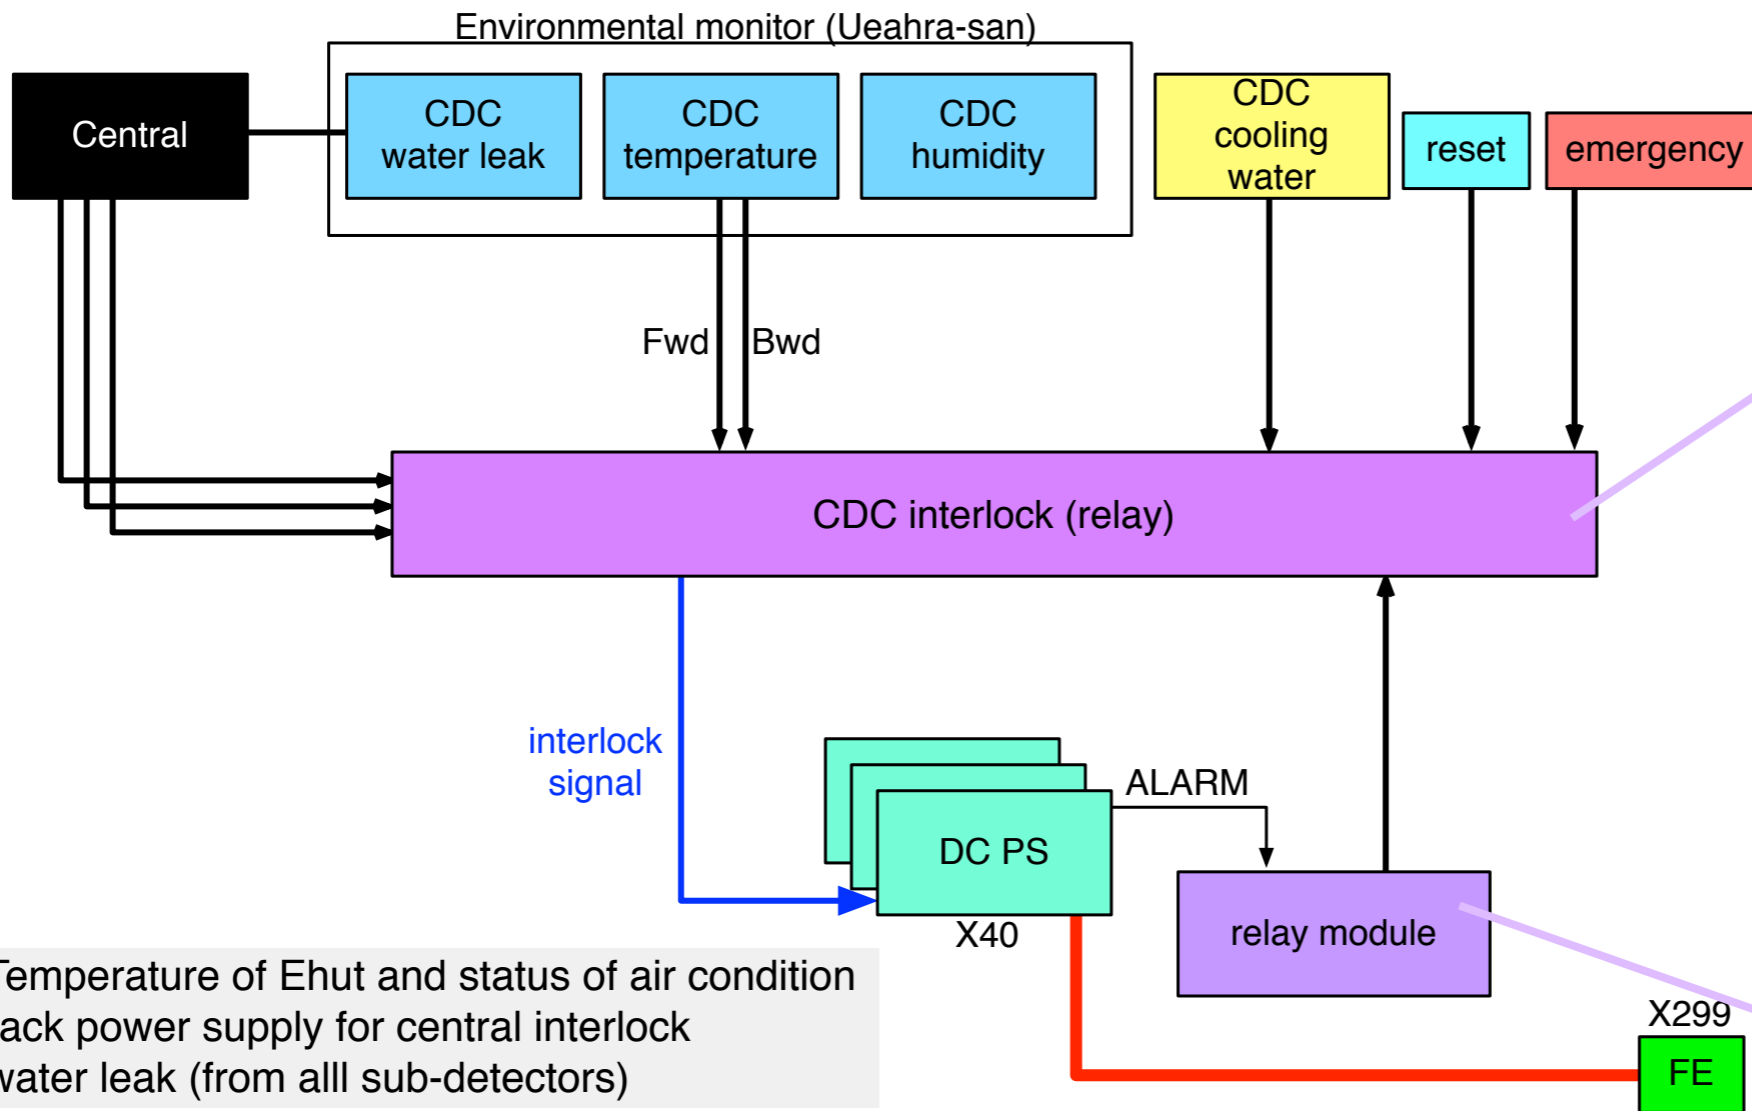 Environmental monitor (Ueahra-san)
Central
CDC
water leak
CDC
temperature
CDC
humidity
CDC
cooling
water
reset
emergency
Fwd
Bwd
CDC interlock (relay)
interlock
signal
ALARM
DC PS
X40
relay module
Temperature of Ehut and status of air condition
ack power supply for central interlock
water leak (from alll sub-detectors)
X299
FE